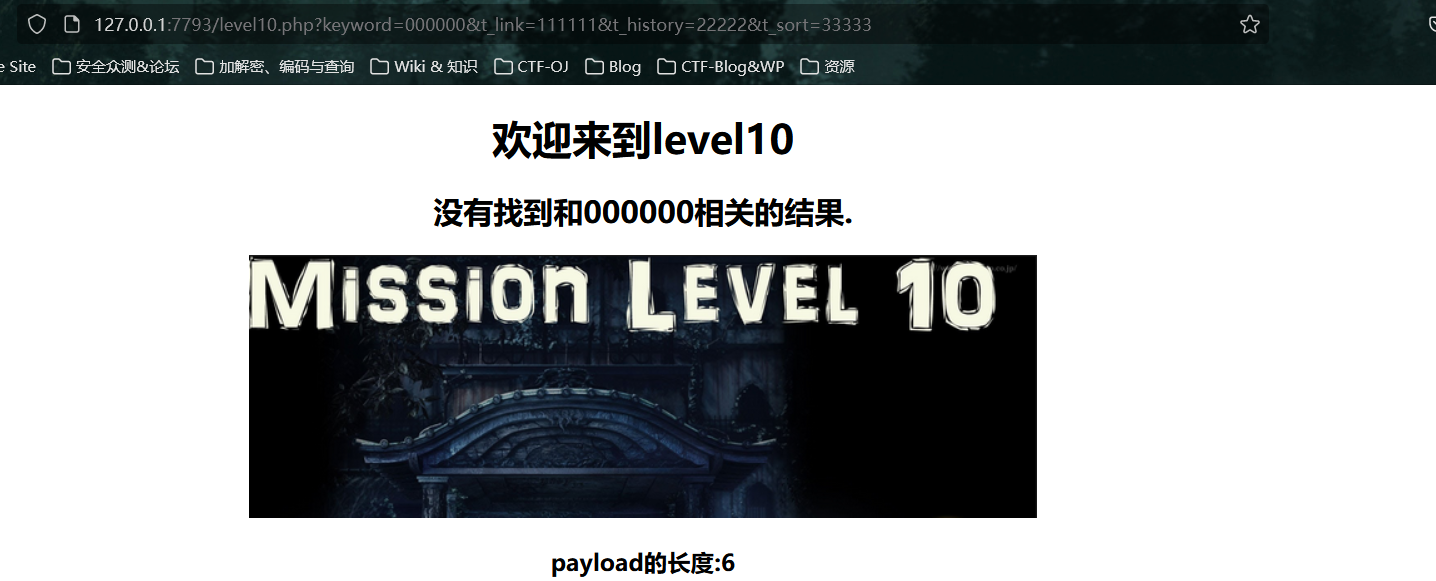 127.0.0.1:7793/level10.php?keyword=000000&t_link=111111&t_history=22222&t_sort=33333
e Site 安全众测&论坛 加解密、编码与查询 Wiki & 知识 CTF-OJ Blog CTF-Blog&WP 资源
欢迎来到level10
没有找到和000000相关的结果.
Mission Level 10
payload的长度:6